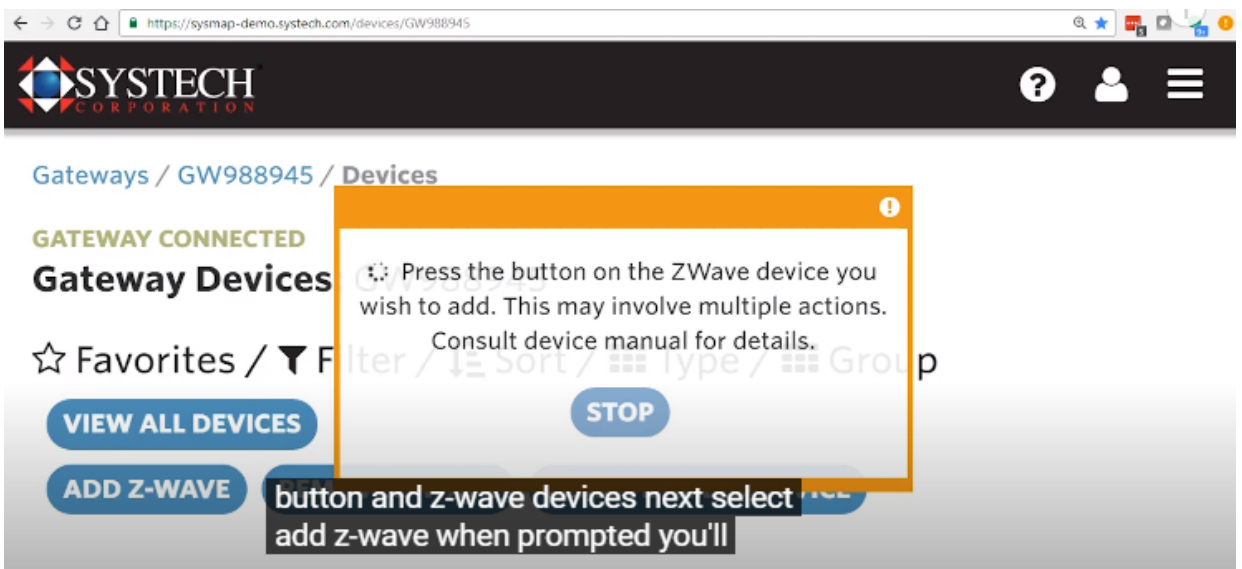 https://sysmap-demo.systech.com/devices/GW988945
SYSTECH
CORPORATION
Gateways / GW988945 / Devices
GATEWAY CONNECTED
Gateway Devices GW988945
Press the button on the ZWave device you
wish to add. This may involve multiple actions.
Consult device manual for details.
Favorites / Filter / Sort / Type / Group
STOP
VIEW ALL DEVICES
ADD Z-WAVE
button and z-wave devices next select
add z-wave when prompted you'll